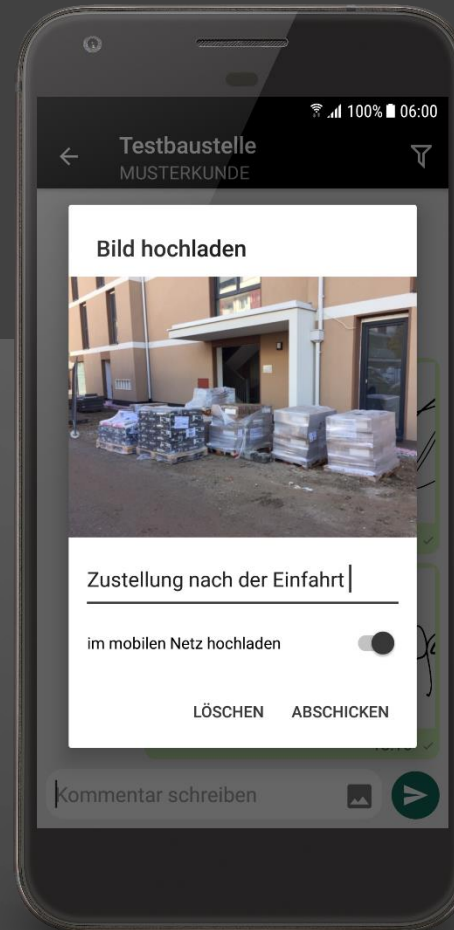 100% 06:00
Testbaustelle
MUSTERKUNDE
Bild hochladen
Zustellung nach der Einfahrt
im mobilen Netz hochladen
LÖSCHEN ABSCHICKEN
Kommentar schreiben